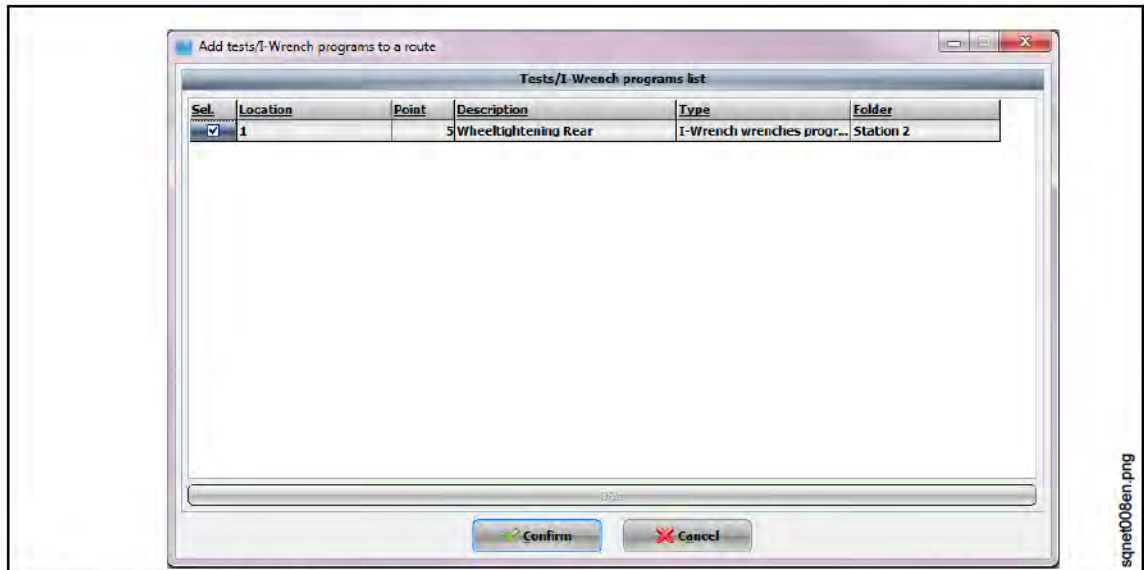 Add tests/I-Wrench programs to a route
Tests/I-Wrench programs list
Sel. Location Point Description Type Folder
1 5 Wheeltightening Rear I-Wrench wrenches progr... Station 2
Confirm Cancel
sqnet008en.png